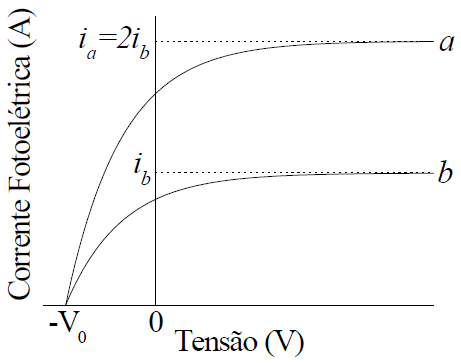 Corrente Fotoelétrica (A)
i_a=2i_b
a
i_b
b
-V_0
0
Tensão (V)